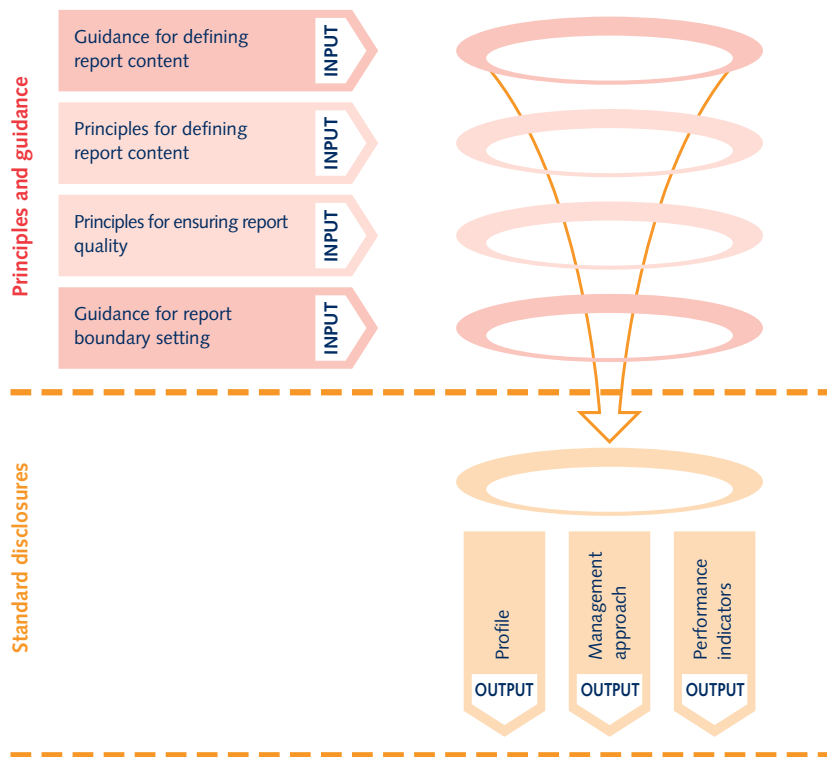 Principles and guidance
Guidance for defining
report content
INPUT
Principles for defining
report content
INPUT
Principles for ensuring report
quality
INPUT
Guidance for report
boundary setting
INPUT
Standard disclosures
Profile
OUTPUT
Management
approach
OUTPUT
Performance
indicators
OUTPUT